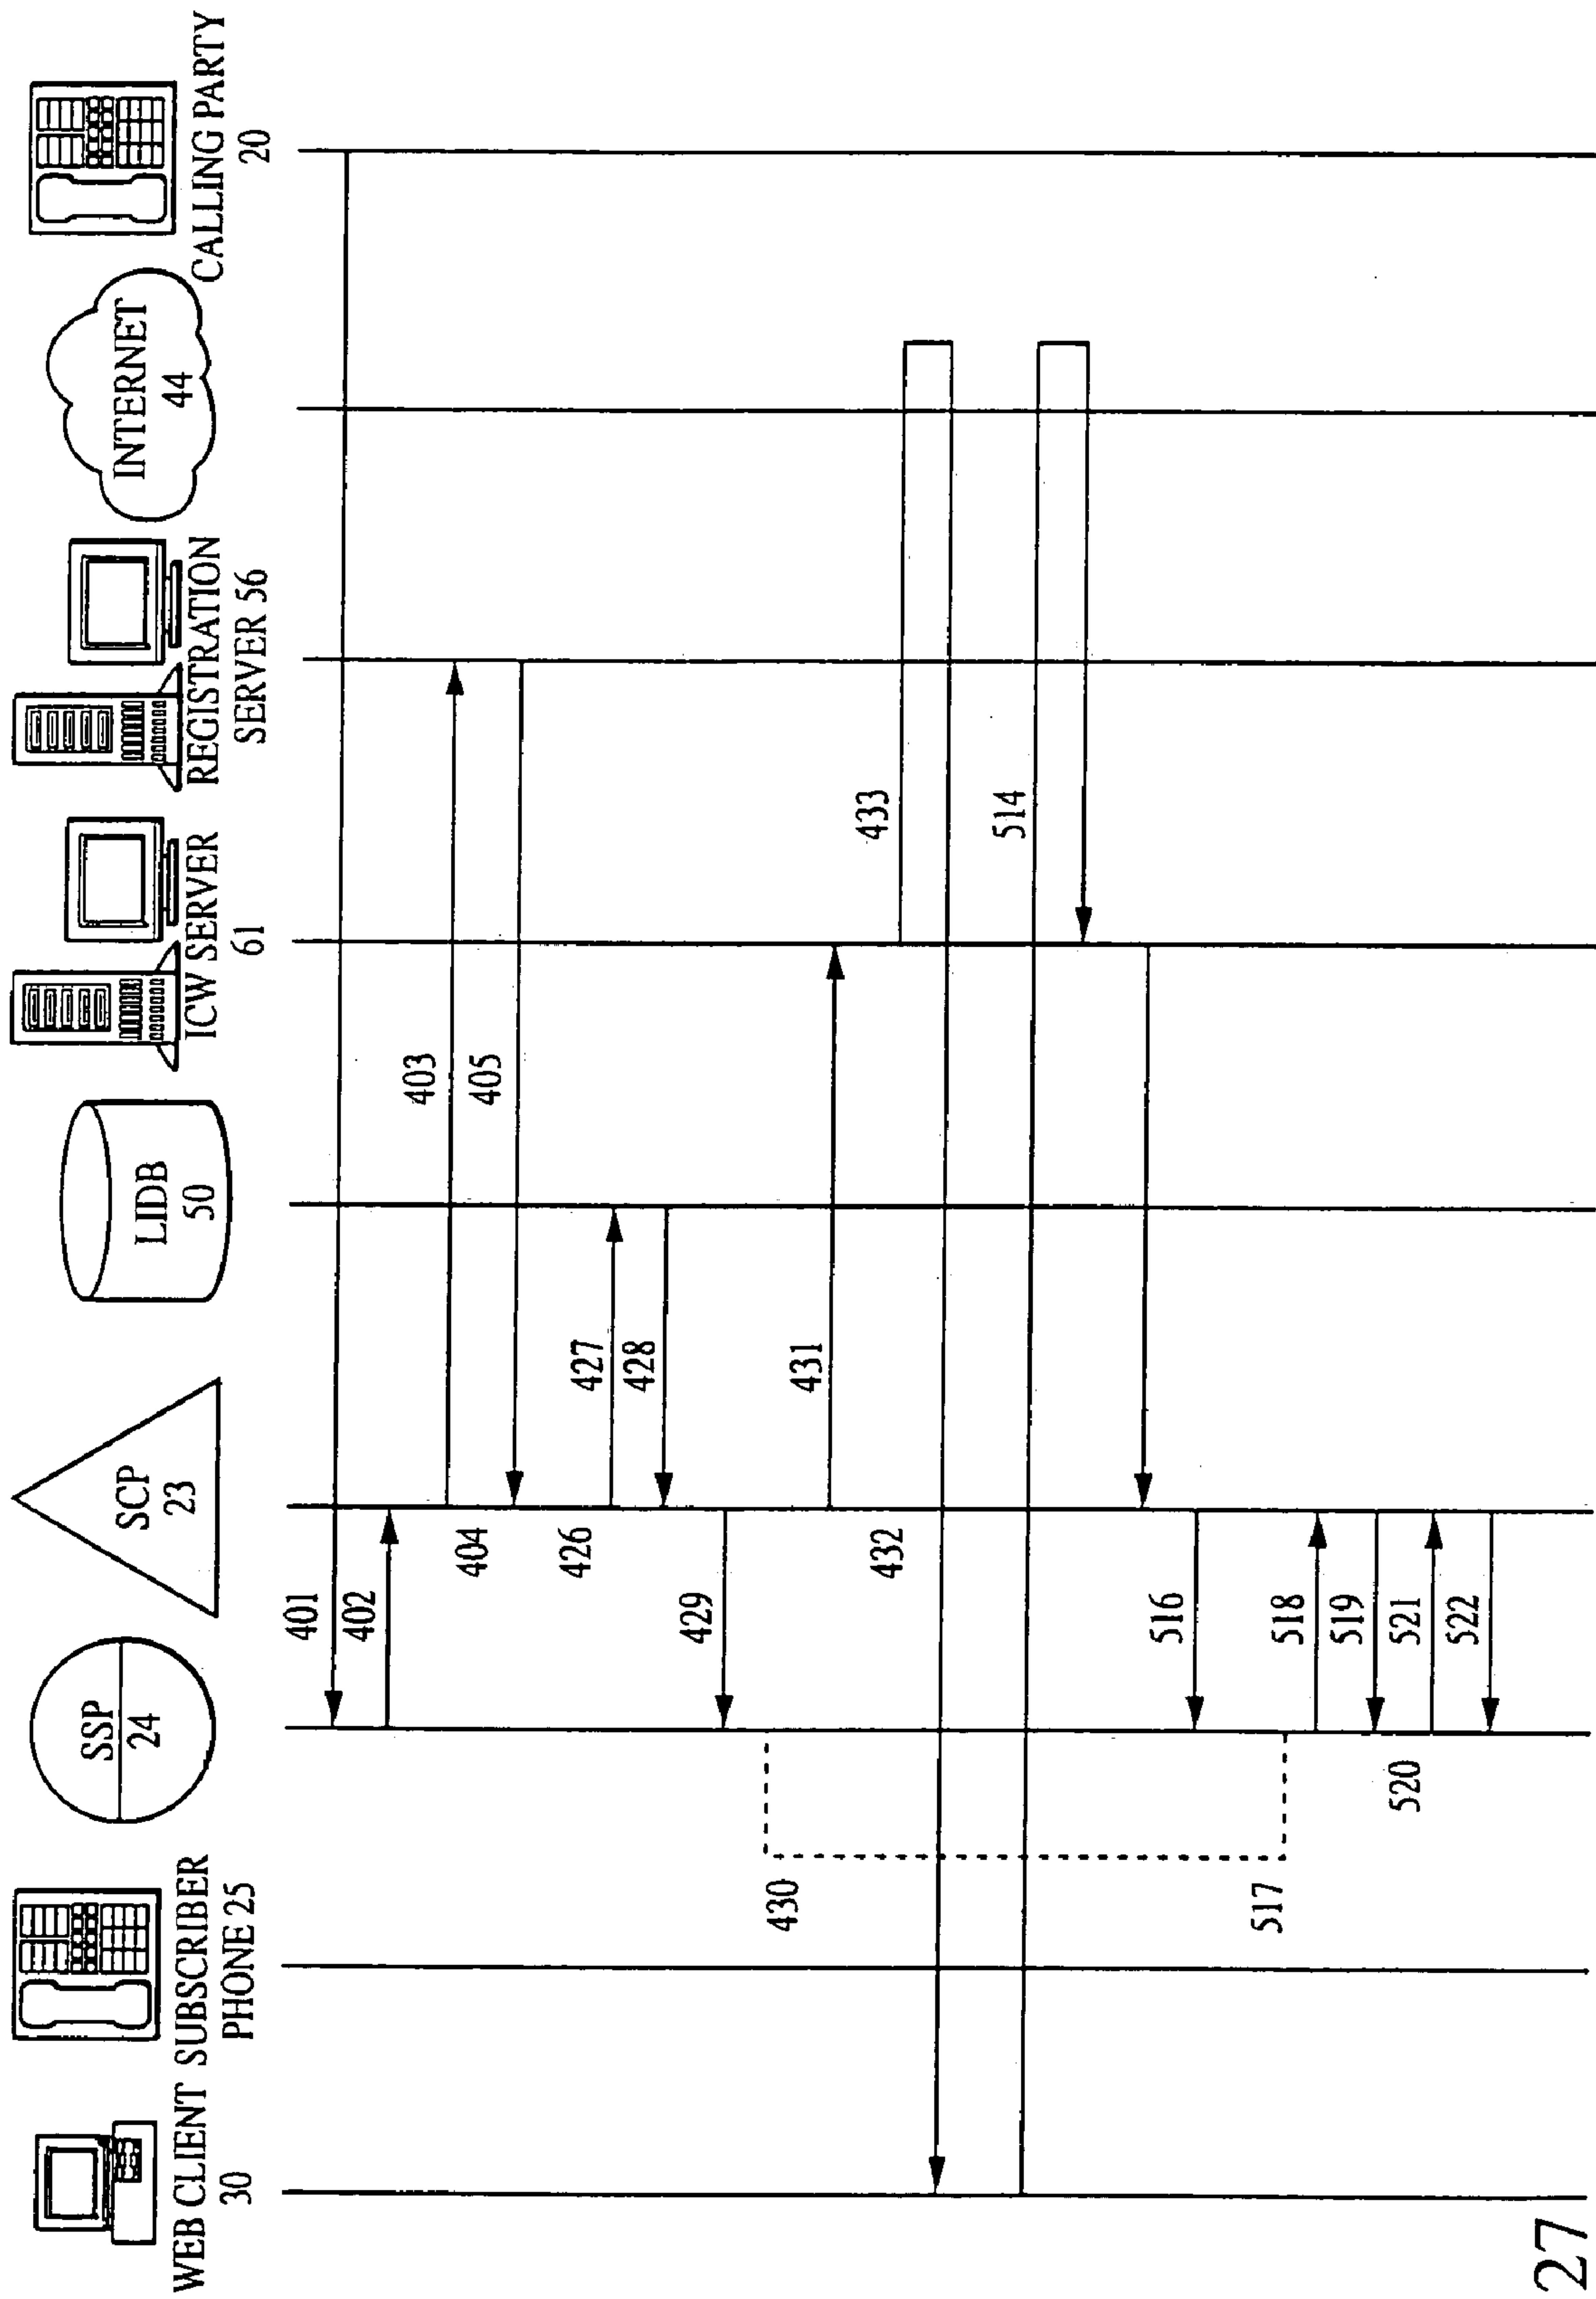 WEB CLIENT
30
SUBSCRIBER
PHONE 25
SSP
24
SCP
23
LIDB
50
ICW SERVER
61
REGISTRATION
SERVER 56
INTERNET
44
CALLING PARTY
20
401
402
403
404
405
426
427
428
429
430
431
432
433
514
516
517
518
519
520
521
522
27